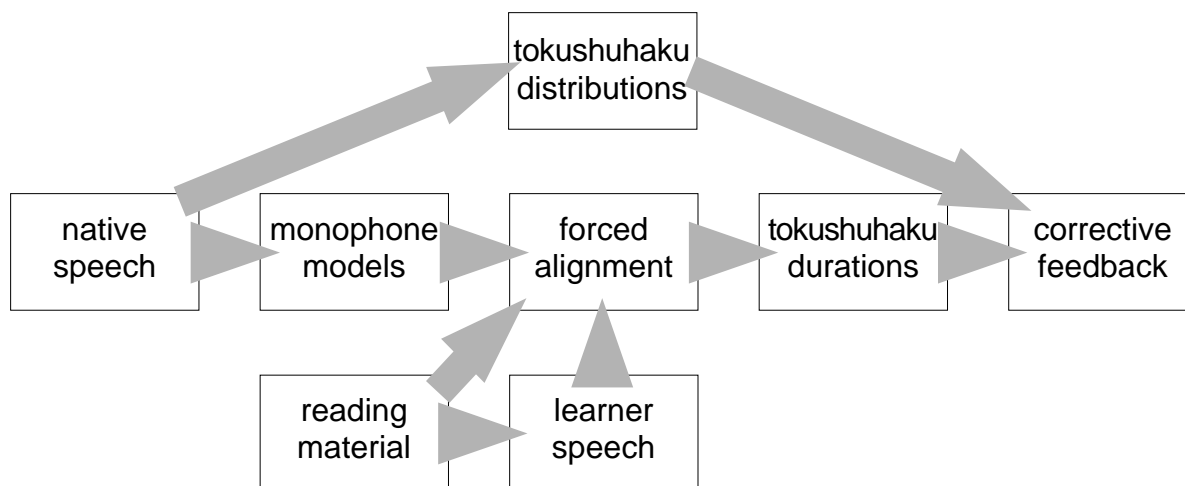 tokushuhaku
distributions
native
speech
monophone
models
forced
alignment
tokushuhaku
durations
corrective
feedback
reading
material
learner
speech